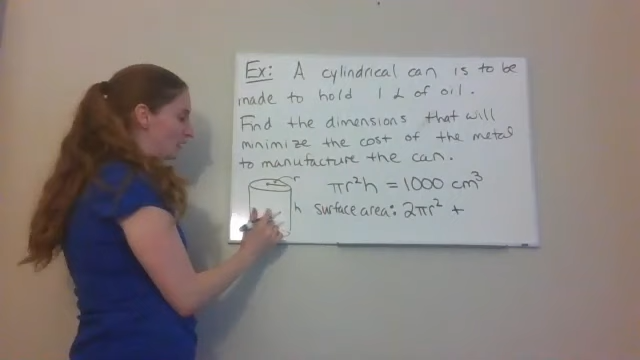 Ex: A cylindrical can is to be
made to hold 1 L of oil.
Find the dimensions that will
minimize the cost of the metal
to manufacture the can.
r
πr²h = 1000 cm³
h
surface area: 2πr² +